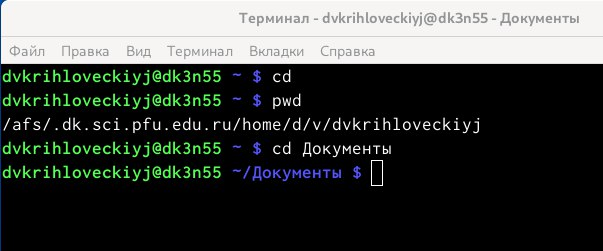 Терминал - dvkrihloveckiyj@dk3n55 - Документы
Файл Правка Вид Терминал Вкладки Справка
dvkrihloveckiyj@dk3n55 ~ $ cd
dvkrihloveckiyj@dk3n55 ~ $ pwd
/afs/.dk.sci.pfu.edu.ru/home/d/v/dvkrihloveckiyj
dvkrihloveckiyj@dk3n55 ~ $ cd Документы
dvkrihloveckiyj@dk3n55 ~/Документы $